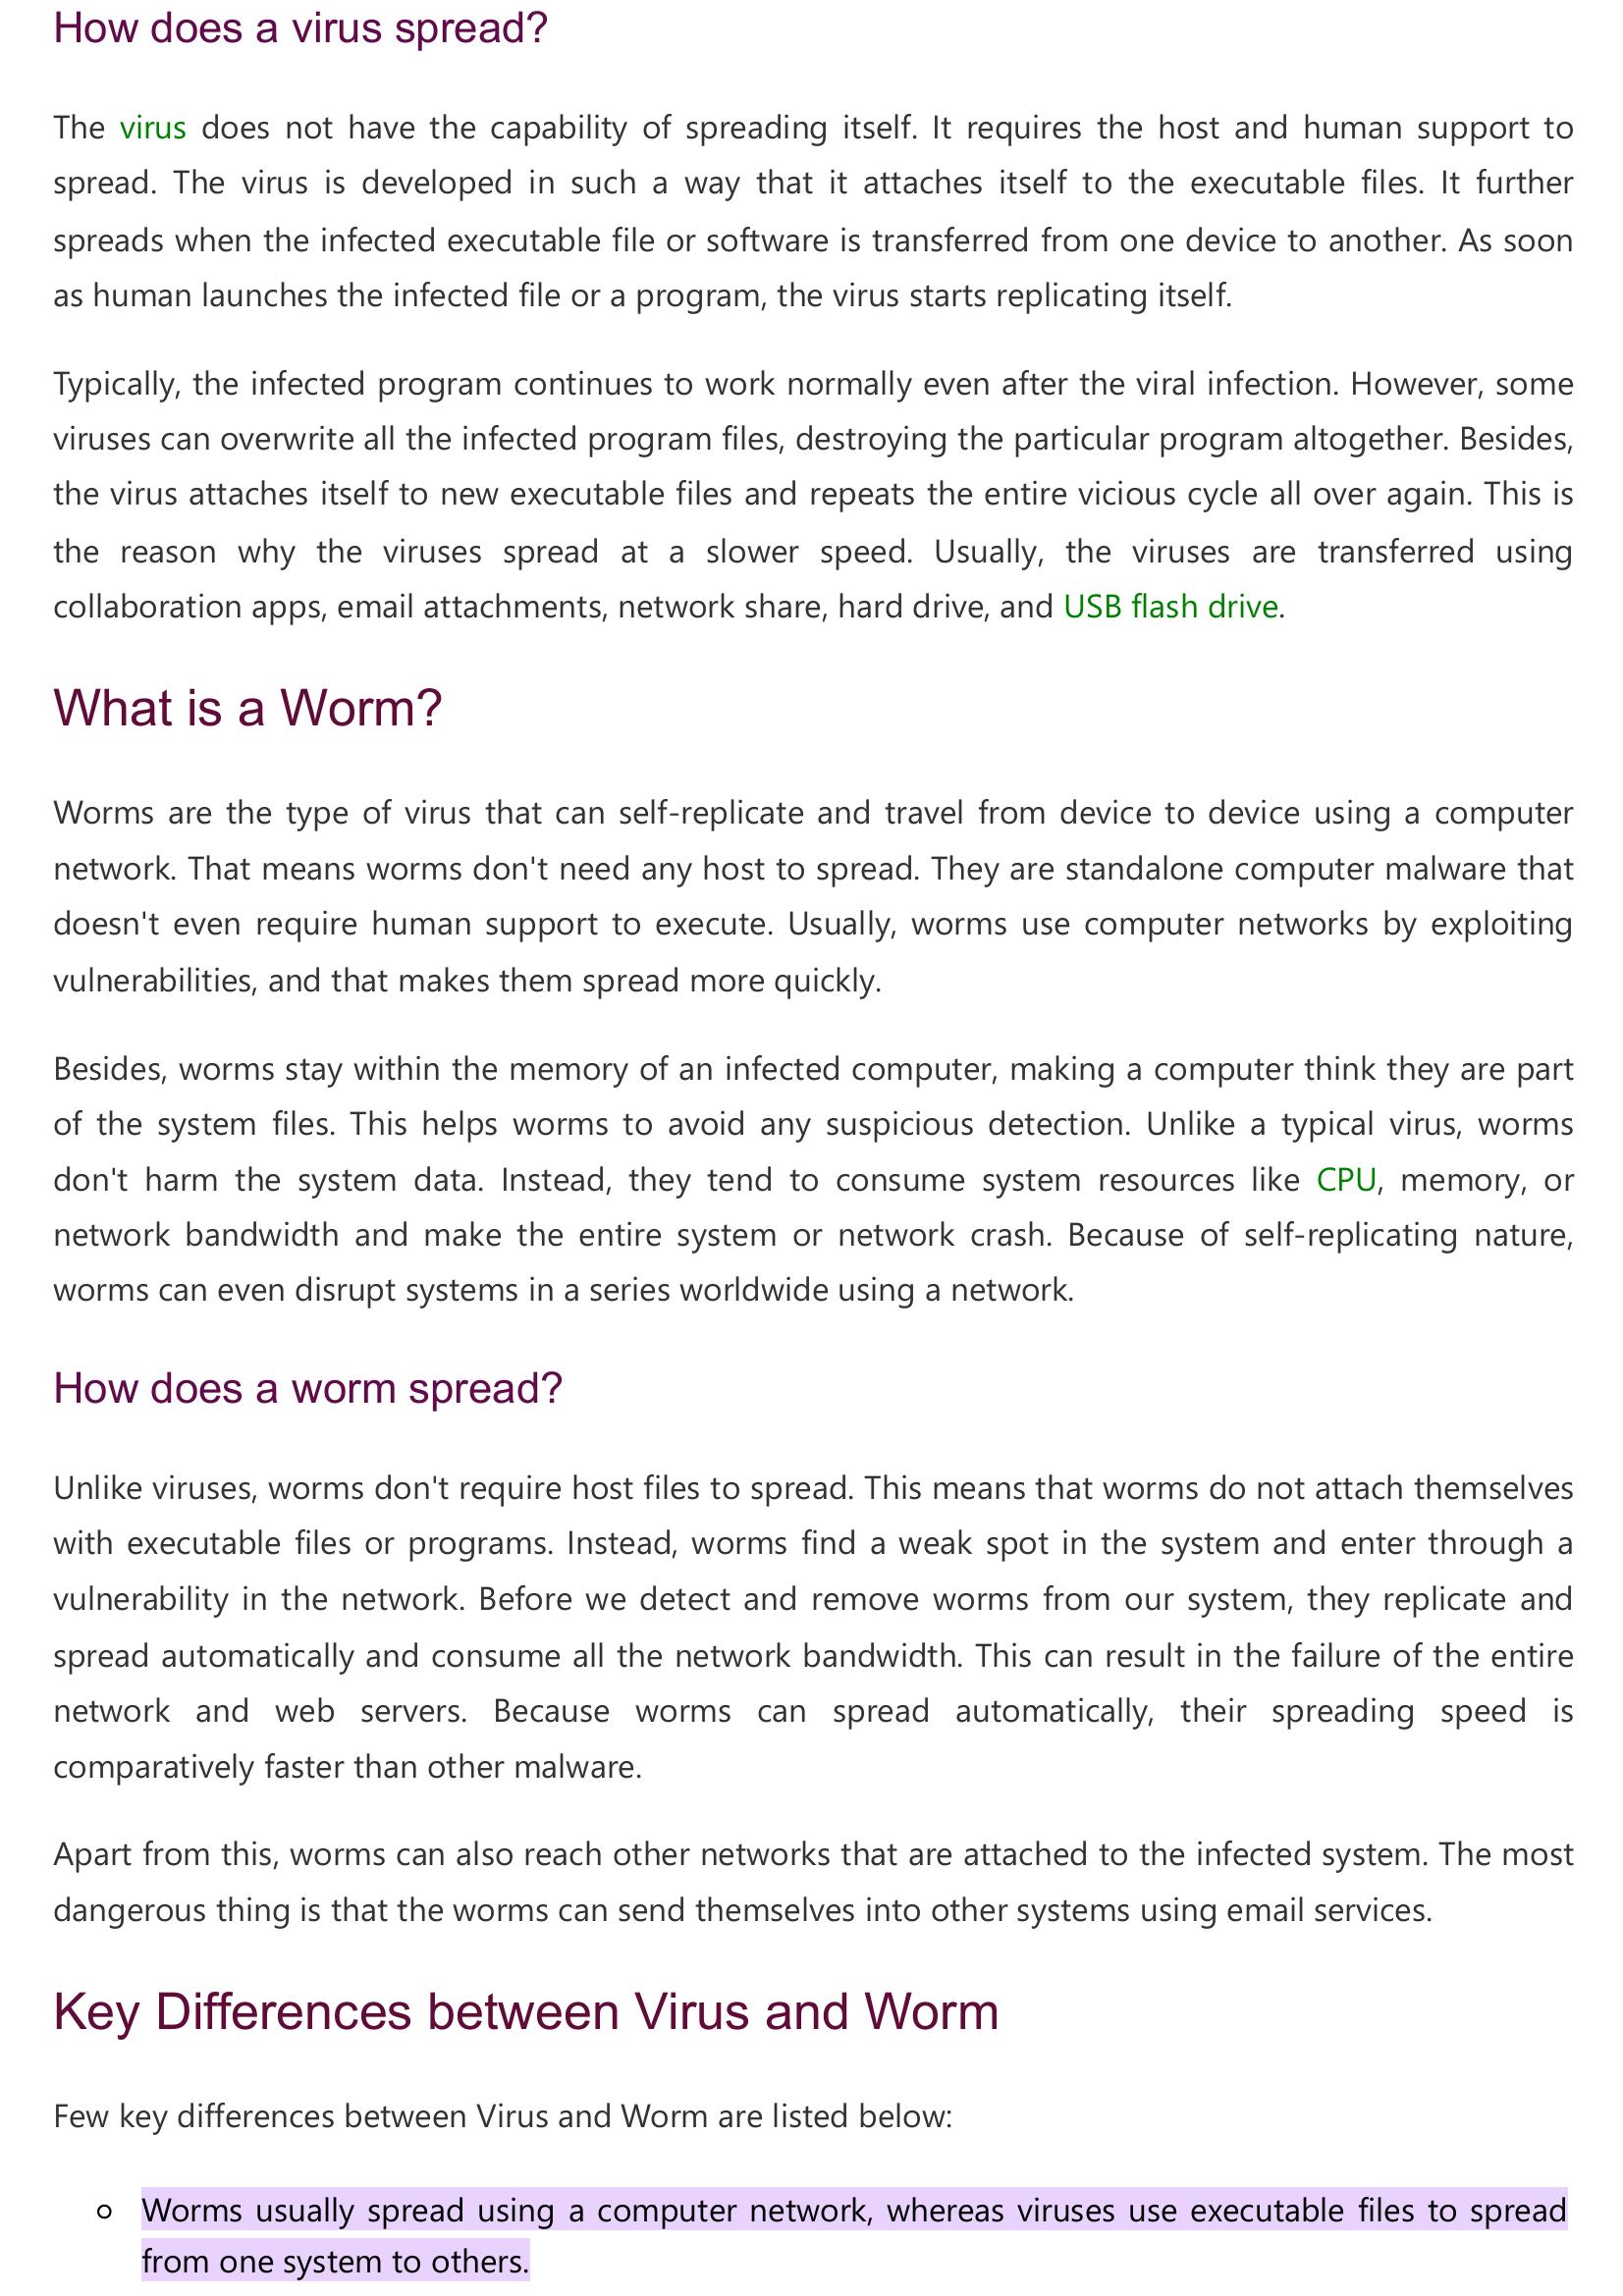 How does a virus spread?
The virus does not have the capability of spreading itself. It requires the host and human support to
spread. The virus is developed in such a way that it attaches itself to the executable files. It further
spreads when the infected executable file or software is transferred from one device to another. As soon
as human launches the infected file or a program, the virus starts replicating itself.
Typically, the infected program continues to work normally even after the viral infection. However, some
viruses can overwrite all the infected program files, destroying the particular program altogether. Besides,
the virus attaches itself to new executable files and repeats the entire vicious cycle all over again. This is
the reason why the viruses spread at a slower speed. Usually, the viruses are transferred using
collaboration apps, email attachments, network share, hard drive, and USB flash drive.
What is a Worm?
Worms are the type of virus that can self-replicate and travel from device to device using a computer
network. That means worms don't need any host to spread. They are standalone computer malware that
doesn't even require human support to execute. Usually, worms use computer networks by exploiting
vulnerabilities, and that makes them spread more quickly.
Besides, worms stay within the memory of an infected computer, making a computer think they are part
of the system files. This helps worms to avoid any suspicious detection. Unlike a typical virus, worms
don't harm the system data. Instead, they tend to consume system resources like CPU, memory, or
network bandwidth and make the entire system or network crash. Because of self-replicating nature,
worms can even disrupt systems in a series worldwide using a network.
How does a worm spread?
Unlike viruses, worms don't require host files to spread. This means that worms do not attach themselves
with executable files or programs. Instead, worms find a weak spot in the system and enter through a
vulnerability in the network. Before we detect and remove worms from our system, they replicate and
spread automatically and consume all the network bandwidth. This can result in the failure of the entire
network and web servers. Because worms can spread automatically, their spreading speed is
comparatively faster than other malware.
Apart from this, worms can also reach other networks that are attached to the infected system. The most
dangerous thing is that the worms can send themselves into other systems using email services.
Key Differences between Virus and Worm
Few key differences between Virus and Worm are listed below:
○ Worms usually spread using a computer network, whereas viruses use executable files to spread
from one system to others.